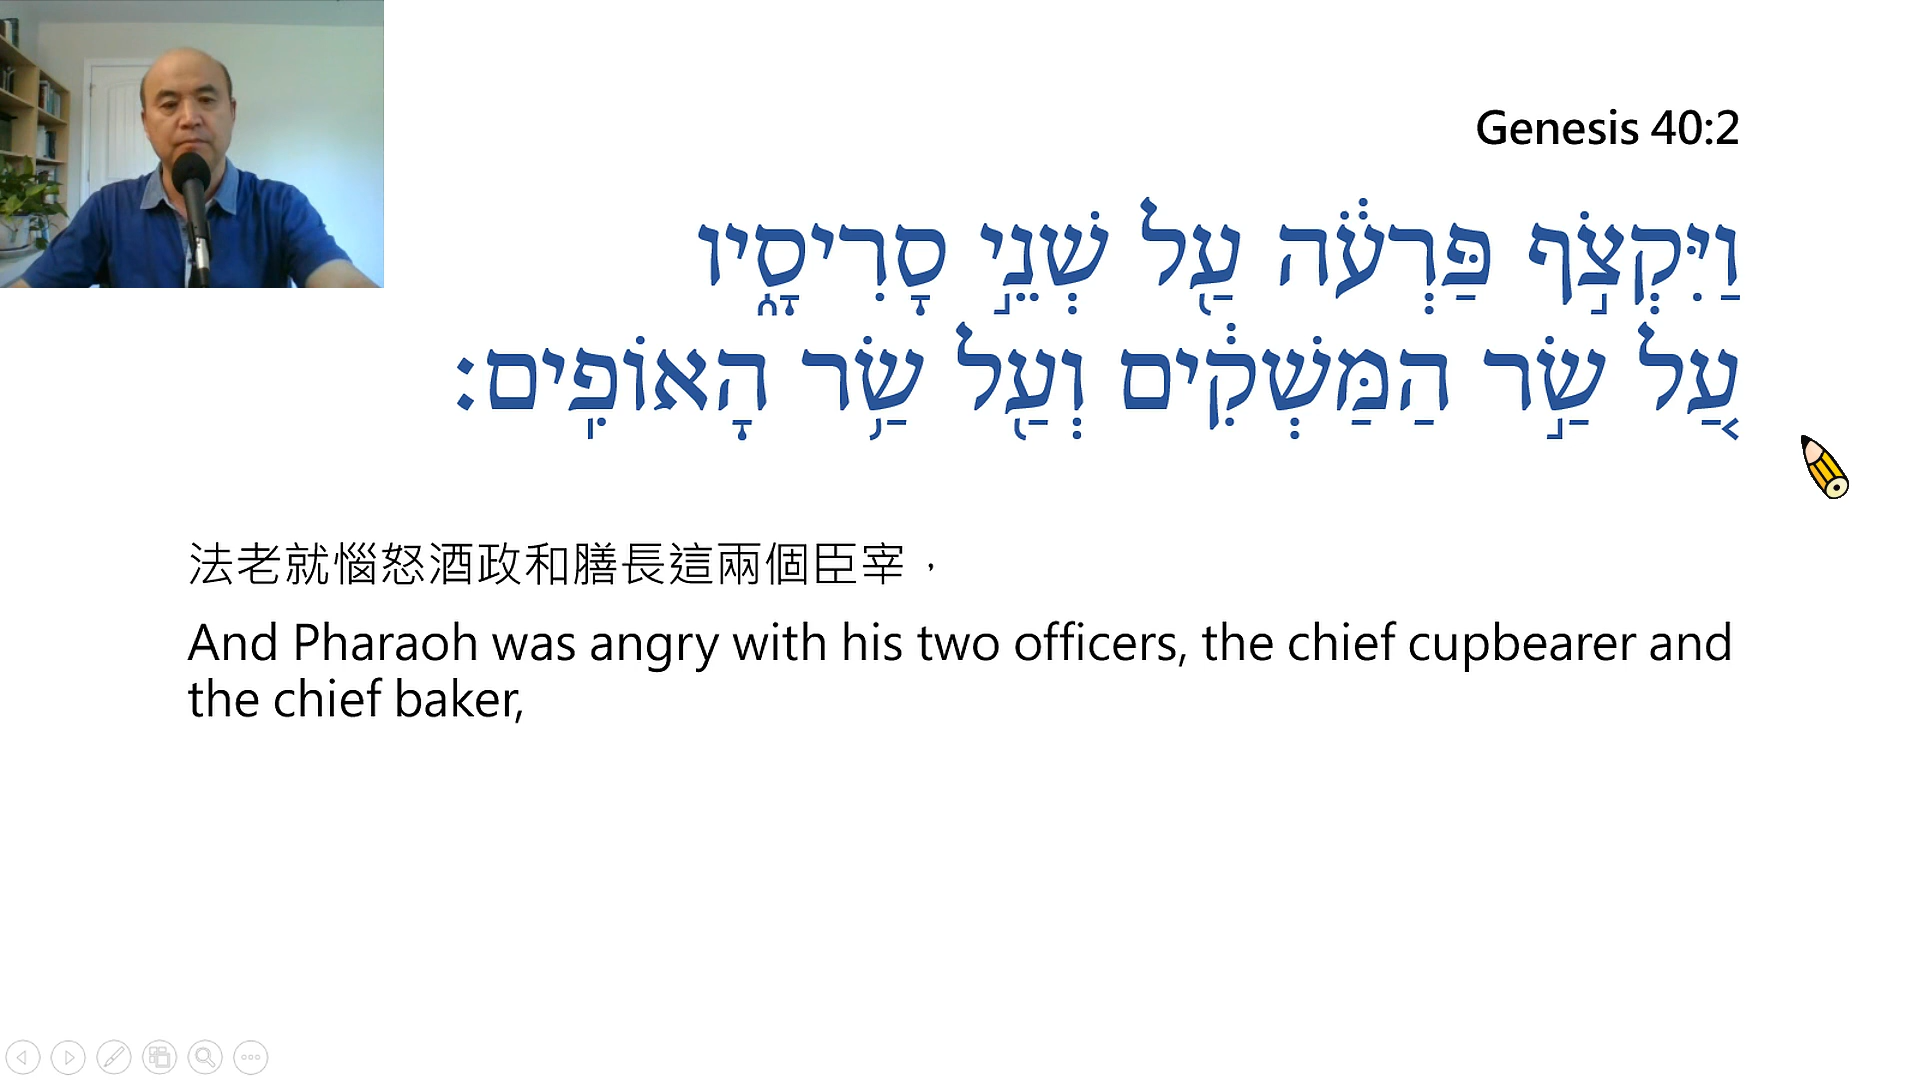 Genesis 40:2
וַיִּקְצֹ֣ף פַּרְעֹ֔ה עַ֖ל שְׁנֵ֣י סָרִיסָ֑יו
עַ֚ל שַׂ֣ר הַמַּשְׁקִ֔ים וְעַ֖ל שַׂ֥ר הָאוֹפִֽים׃
法老就惱怒酒政和膳長這兩個臣宰，
And Pharaoh was angry with his two officers, the chief cupbearer and
the chief baker,